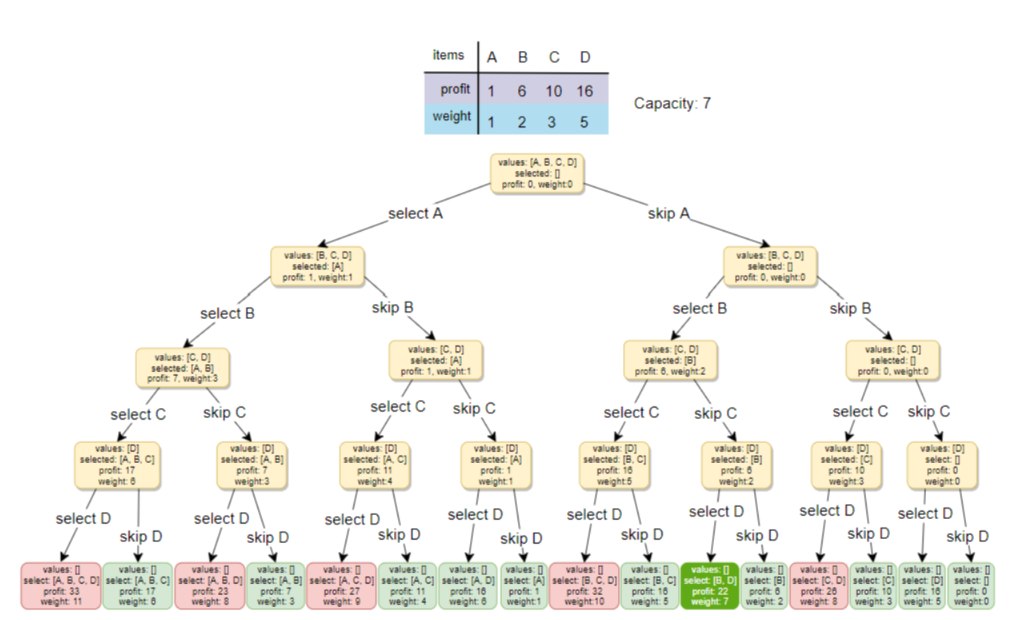 items A B C D
profit 1 6 10 16
weight 1 2 3 5
Capacity: 7
values: [A, B, C, D]
selected: []
profit: 0, weight:0
select A
skip A
values: [B, C, D]
selected: [A]
profit: 1, weight:1
values: [B, C, D]
selected: []
profit: 0, weight:0
select B
skip B
select B
skip B
values: [C, D]
selected: [A, B]
profit: 7, weight:3
values: [C, D]
selected: [A]
profit: 1, weight:1
values: [C, D]
selected: [B]
profit: 6, weight:2
values: [C, D]
selected: []
profit: 0, weight:0
select C
skip C
select C
skip C
select C
skip C
select C
skip C
values: [D]
selected: [A, B, C]
profit: 17
weight: 6
values: [D]
selected: [A, B]
profit: 7
weight:3
values: [D]
selected: [A, C]
profit: 11
weight:4
values: [D]
selected: [A]
profit: 1
weight:1
values: [D]
selected: [B, C]
profit: 16
weight:5
values: [D]
selected: [B]
profit: 6
weight:2
values: [D]
selected: [C]
profit: 10
weight:3
values: [D]
select: []
profit: 0
weight:0
select D
skip D
select D
skip D
select D
skip D
select D
skip D
select D
skip D
select D
skip D
select D
skip D
select D
skip D
values: []
select: [A, B, C, D]
profit: 33
weight: 11
values: []
select: [A, B, C]
profit: 17
weight: 6
values: []
select: [A, B, D]
profit: 23
weight: 8
values: []
select: [A, B]
profit: 7
weight: 3
values: []
select: [A, C, D]
profit: 27
weight: 9
values: []
select: [A, C]
profit: 11
weight: 4
values: []
select: [A, D]
profit: 16
weight: 6
values: []
select: [A]
profit: 1
weight:1
values: []
select: [B, C, D]
profit: 32
weight:10
values: []
select: [B, C]
profit: 16
weight: 5
values: []
select: [B, D]
profit: 22
weight: 7
values: []
select: [B]
profit: 6
weight: 2
values: []
select: [C, D]
profit: 26
weight: 8
values: []
select: [C]
profit: 10
weight: 3
values: []
select: [D]
profit: 16
weight: 5
values: []
select: []
profit: 0
weight:0